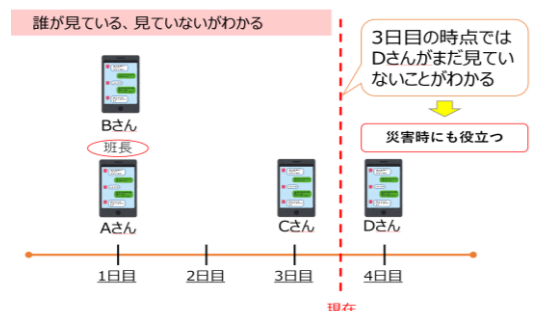 誰が見ている、見ていないがわかる
3日目の時点では
Dさんがまだ見てい
ないことがわかる
災害時にも役立つ
Bさん
班長
Aさん
Cさん
Dさん
1日目
2日目
3日目
4日目
現在